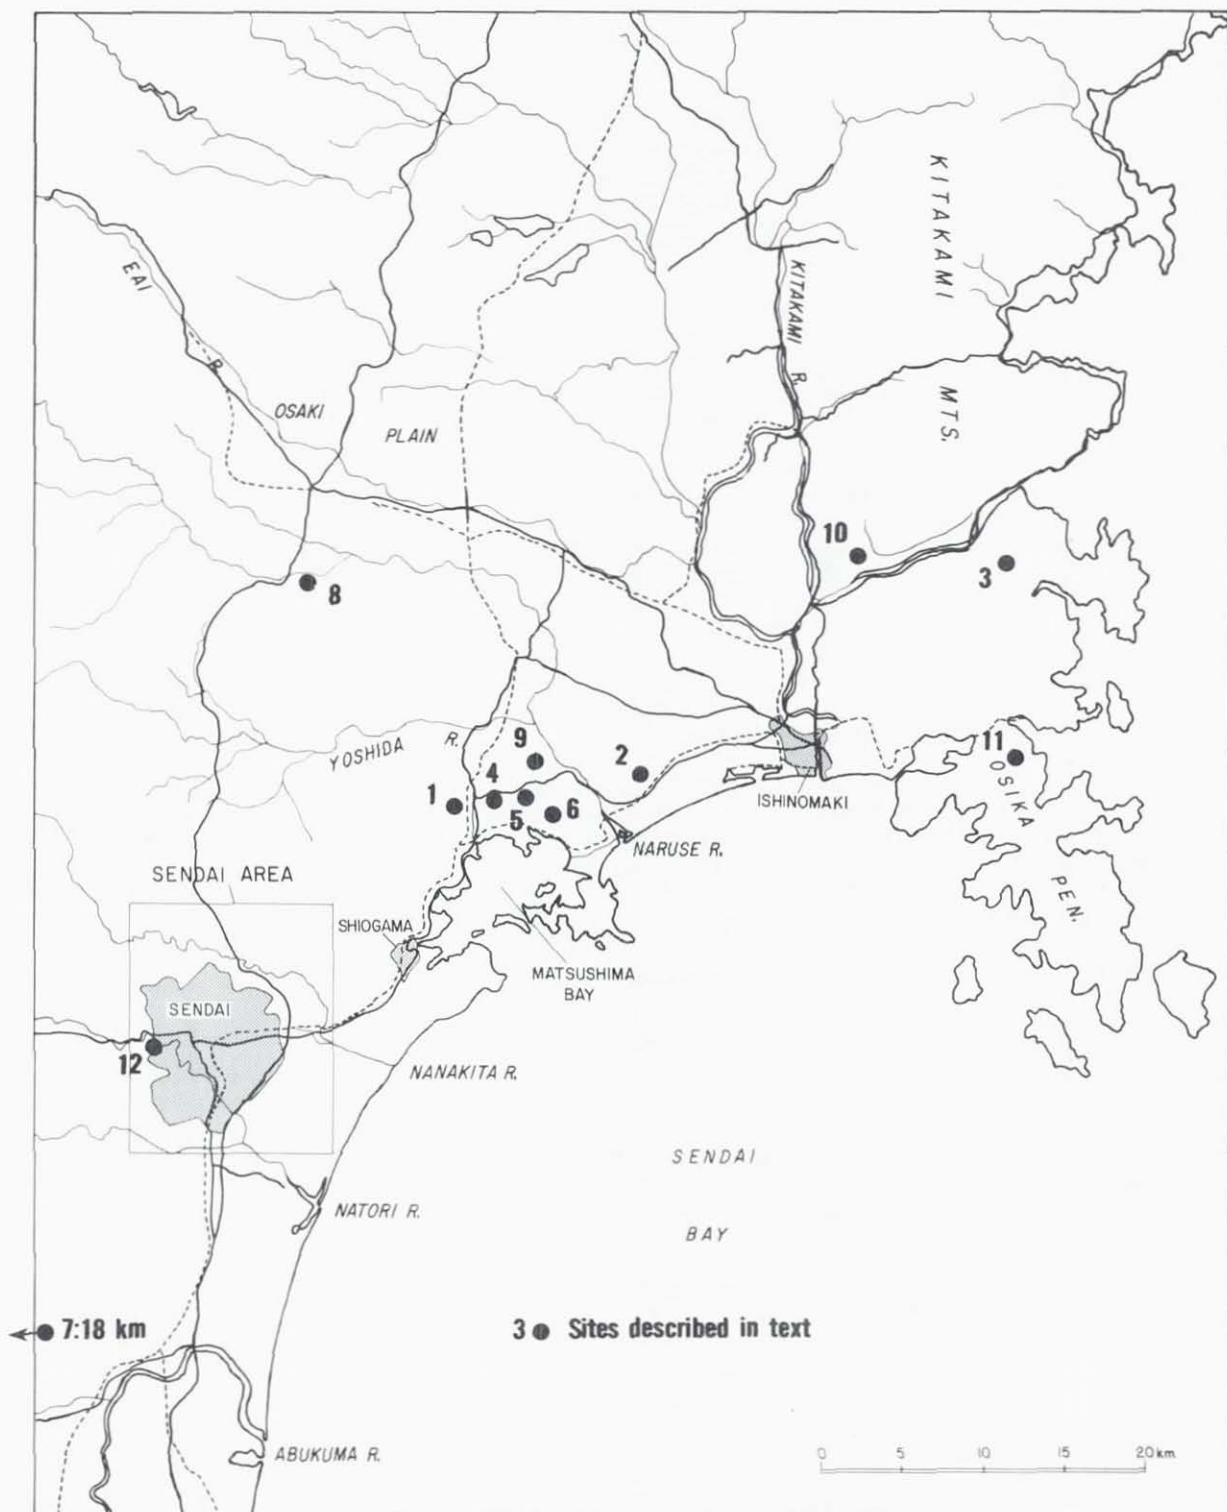 KITAKAMI
MTS.
EAI
R.
KITAKAMI
R.
OSAKI
PLAIN
10
3
8
YOSHIDA
R.
9
2
11
4
1
5
6
ISHINOMAKI
OSIKA
PEN.
NARUSE R.
SENDAI AREA
SHIOGAMA
MATSUSHIMA
BAY
SENDAI
12
NANAKITA R.
SENDAI
BAY
NATORI R.
7:18 km
3 ● Sites described in text
ABUKUMA R.
0 5 10 15 20 km